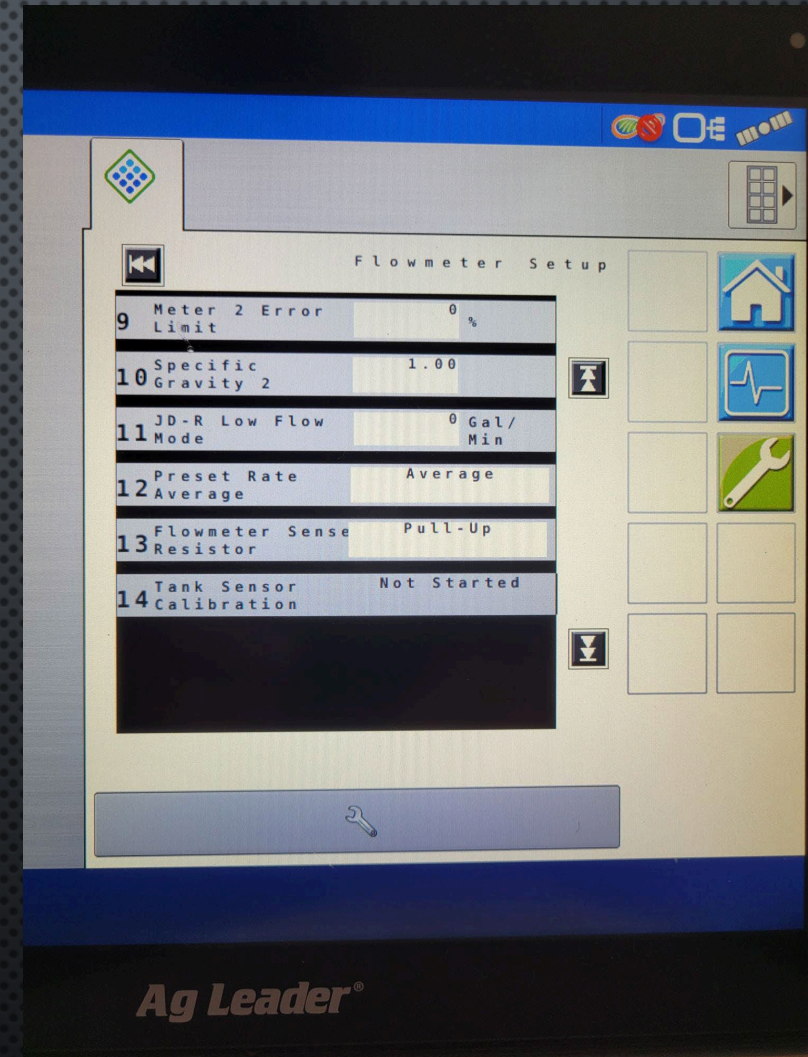 Flowmeter Setup
9 Meter 2 Error 0 %
Limit
10 Specific 1.00
Gravity 2
11 JD-R Low Flow 0 Gal/
Mode Min
12 Preset Rate Average
Average
13 Flowmeter Sense Pull-Up
Resistor
14 Tank Sensor Not Started
Calibration
Ag Leader®